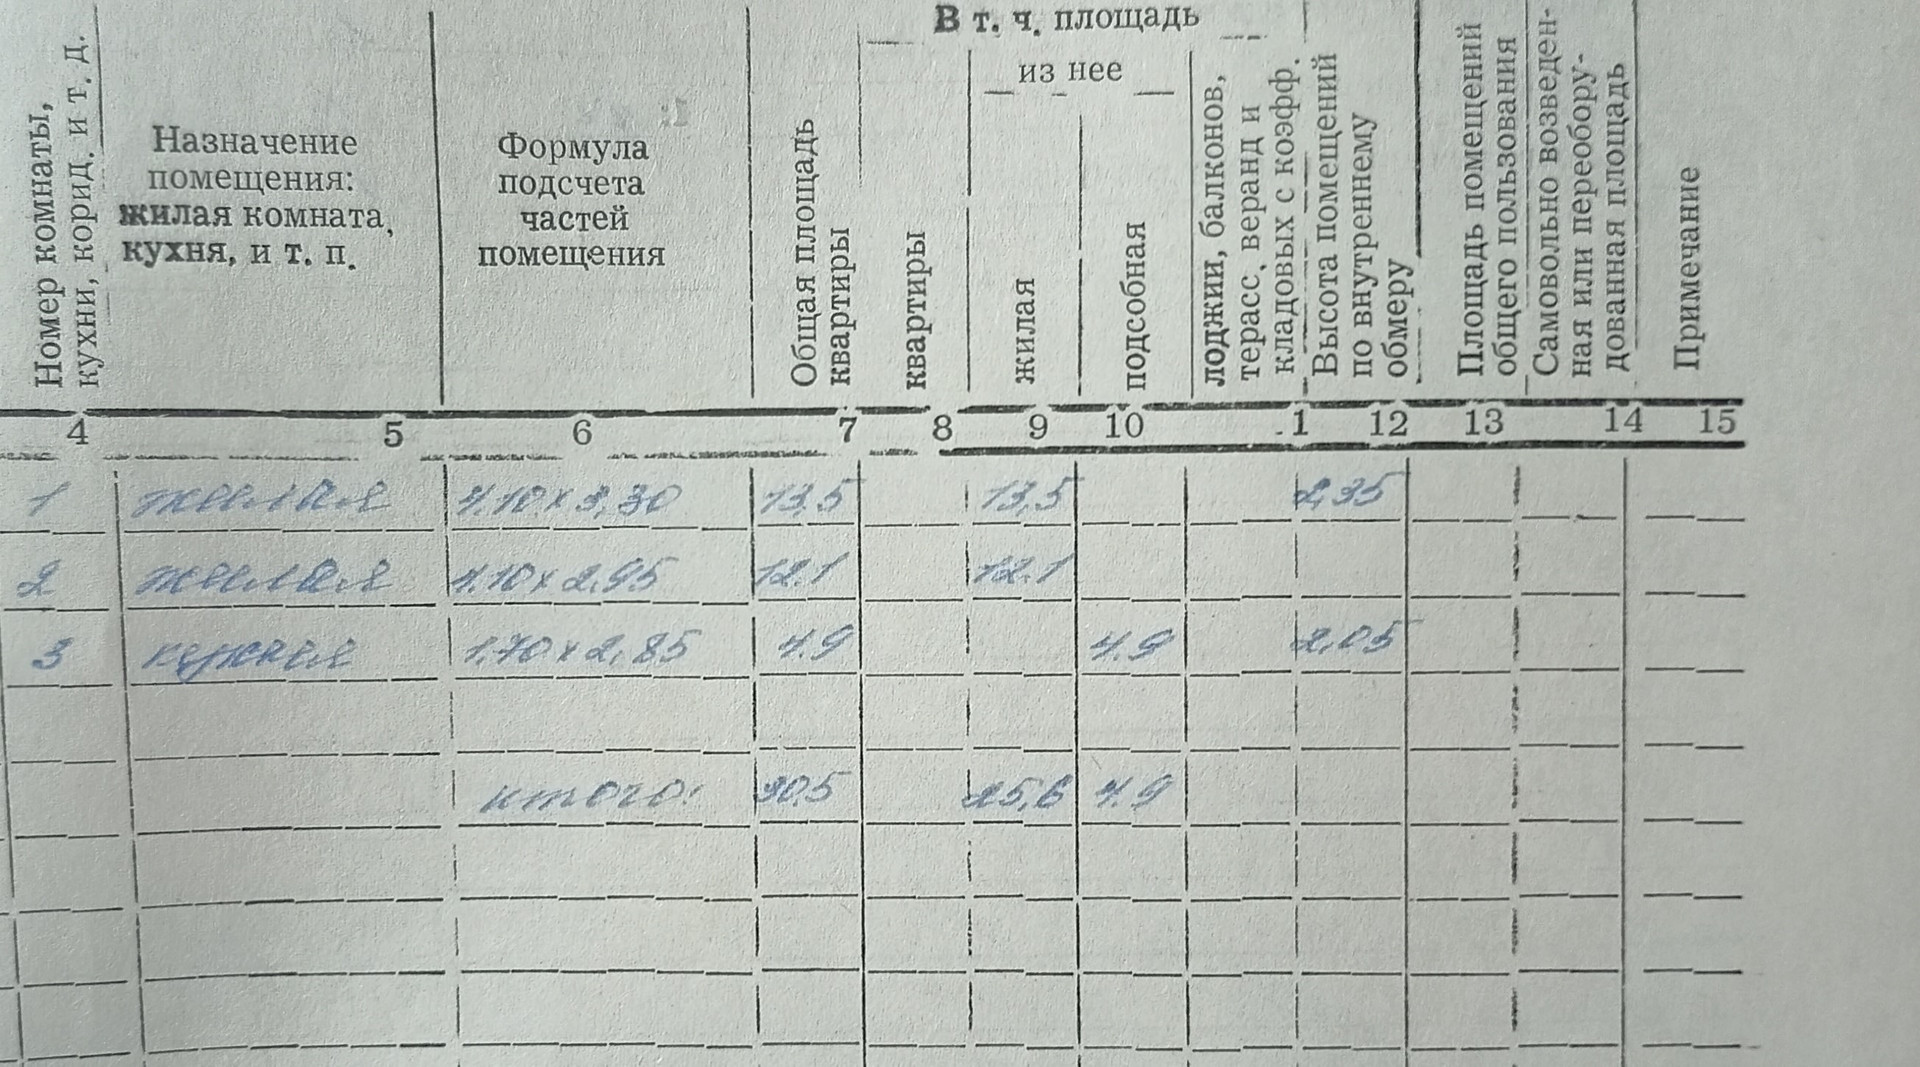 В т. ч. площадь
из нее
Номер комнаты,
кухни, корид. и т. д.
Назначение
помещения:
жилая комната,
кухня, и т. п.
Формула
подсчета
частей
помещения
Общая площадь
квартиры
квартиры
жилая
подсобная
лоджии, балконов,
терасс, веранд и
кладовых с коэфф.
Высота помещений
по внутреннему
обмеру
Площадь помещений
общего пользования
Самовольно возведен-
ная или переобору-
дованная площадь
Примечание
4 5 6 7 8 9 10 .1 12 13 14 15
1 жилая 4.10 x 3,30 13,5 13,5 2,35
2 жилая 4.10 x 2.95 12.1 12.1
3 кухня 1.70 x 2,85 4.9 4.9 2,05
итого: 30,5 25,6 4.9